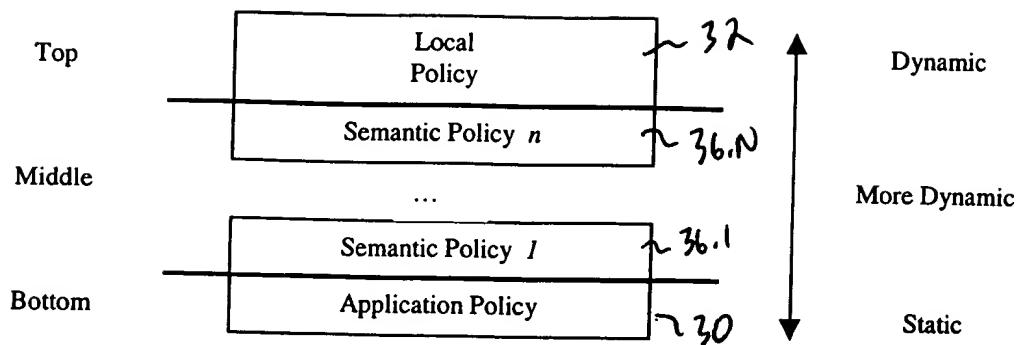 Top
Local
Policy
32
Dynamic
Semantic Policy n
36.N
Middle
...
More Dynamic
Semantic Policy 1
36.1
Bottom
Application Policy
30
Static